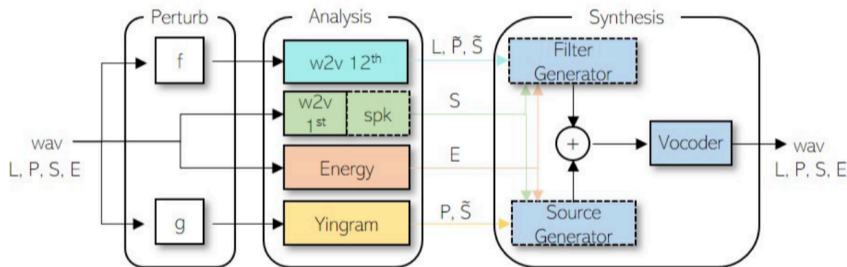 Perturb
Analysis
Synthesis
f
w2v 12th
L, P̃, S̃
Filter
Generator
w2v
1st
spk
S
wav
L, P, S, E
+
Vocoder
wav
L, P, S, E
Energy
E
g
Yingram
P, S̃
Source
Generator